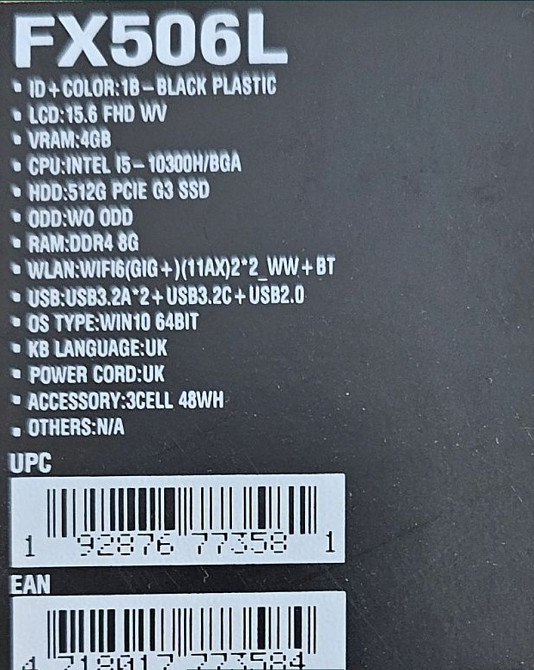 FX506L
▪ ID+COLOR:1B-BLACK PLASTIC
▪ LCD:15.6 FHD WV
▪ VRAM:4GB
▪ CPU:INTEL I5-10300H/BGA
▪ HDD:512G PCIE G3 SSD
▪ ODD:WO ODD
▪ RAM:DDR4 8G
▪ WLAN:WIFI6(GIG+)(11AX)2*2_WW+BT
▪ USB:USB3.2A*2+USB3.2C+USB2.0
▪ OS TYPE:WIN10 64BIT
▪ KB LANGUAGE:UK
▪ POWER CORD:UK
▪ ACCESSORY:3CELL 48WH
▪ OTHERS:N/A
UPC
1 92876 77358 1
EAN
4 718017 773584